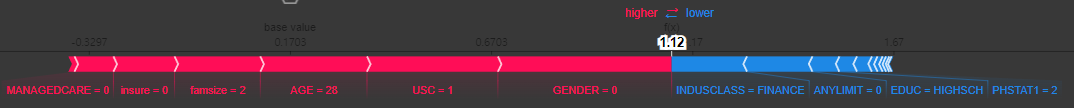 higher ⇄ lower
base value f(x)
-0.3297 0.1703 0.6703 1.12 17 1.67
MANAGEDCARE = 0 insure = 0 famsize = 2 AGE = 28 USC = 1 GENDER = 0 INDUSCLASS = FINANCE ANYLIMIT = 0 EDUC = HIGHSCH PHSTAT1 = 2